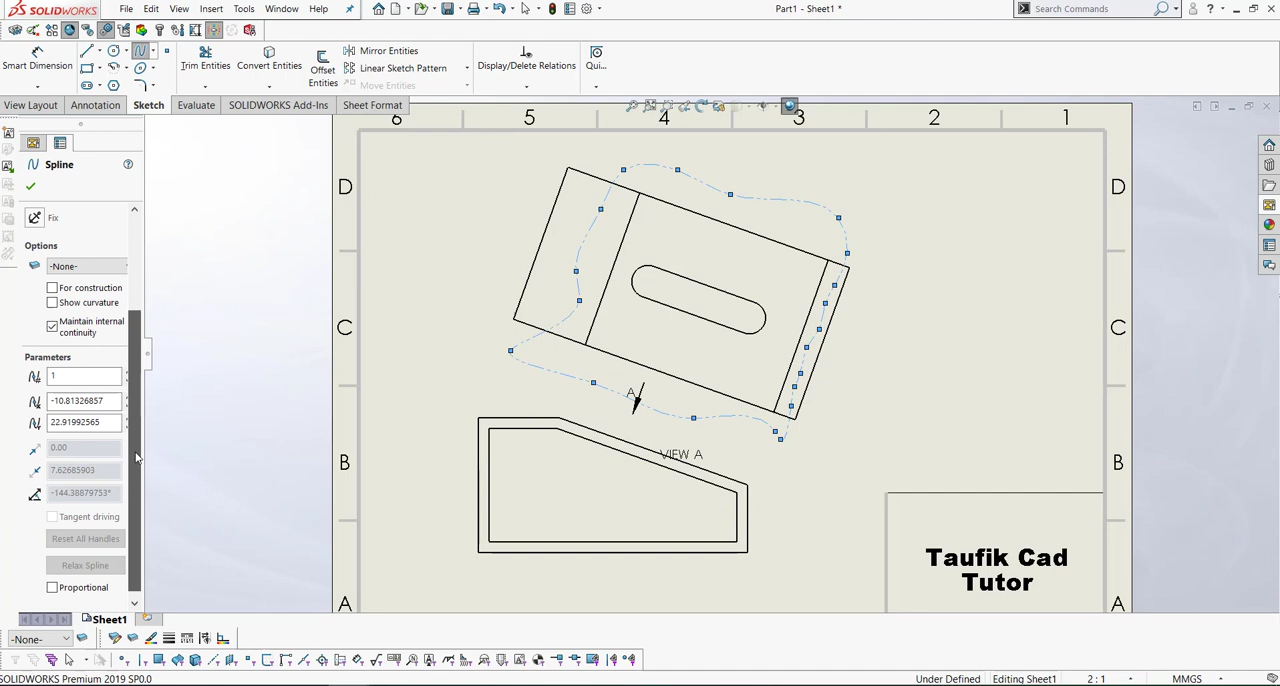 SOLIDWORKS
File Edit View Insert Tools Window Help
Part1 - Sheet1 *
Search Commands
Smart Dimension
Trim Entities
Convert Entities
Offset Entities
Mirror Entities
Linear Sketch Pattern
Move Entities
Display/Delete Relations
Qui...
View Layout Annotation Sketch Evaluate SOLIDWORKS Add-Ins Sheet Format
6 5 4 3 2 1
Spline
Fix
Options
-None-
For construction
Show curvature
Maintain internal
continuity
Parameters
1
-10.81326857
22.91992565
0.00
7.62685903
-144.38879753°
Tangent driving
Reset All Handles
Relax Spline
Proportional
D D
C C
B B
A A
A
VIEW A
Taufik Cad
Tutor
Sheet1
-None-
SOLIDWORKS Premium 2019 SP0.0
Under Defined
Editing Sheet1
2 : 1
MMGS